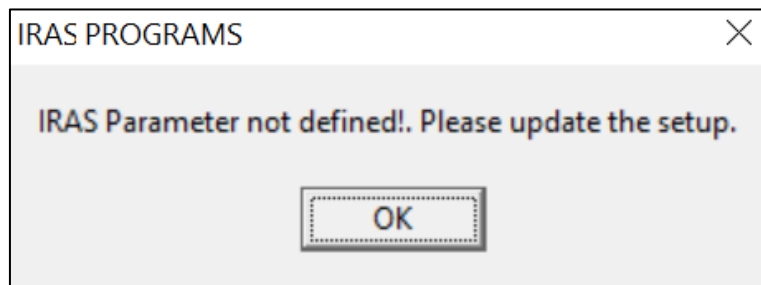 IRAS PROGRAMS
IRAS Parameter not defined!. Please update the setup.
OK